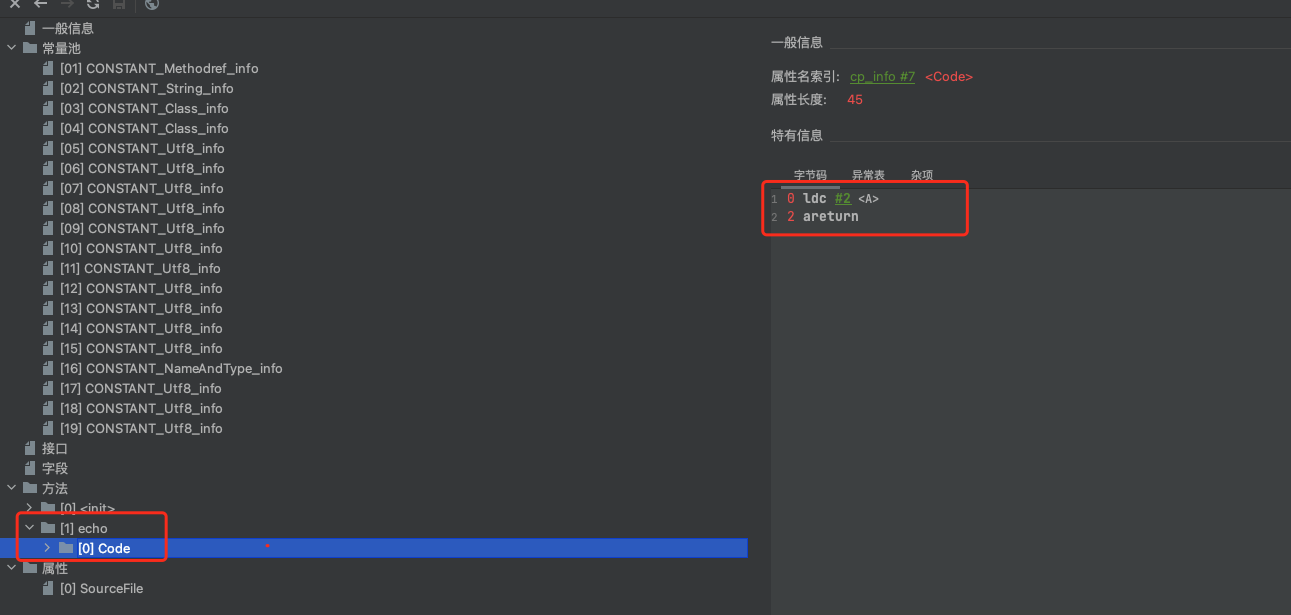 一般信息
常量池
[01] CONSTANT_Methodref_info
[02] CONSTANT_String_info
[03] CONSTANT_Class_info
[04] CONSTANT_Class_info
[05] CONSTANT_Utf8_info
[06] CONSTANT_Utf8_info
[07] CONSTANT_Utf8_info
[08] CONSTANT_Utf8_info
[09] CONSTANT_Utf8_info
[10] CONSTANT_Utf8_info
[11] CONSTANT_Utf8_info
[12] CONSTANT_Utf8_info
[13] CONSTANT_Utf8_info
[14] CONSTANT_Utf8_info
[15] CONSTANT_Utf8_info
[16] CONSTANT_NameAndType_info
[17] CONSTANT_Utf8_info
[18] CONSTANT_Utf8_info
[19] CONSTANT_Utf8_info
接口
字段
方法
[0] <init>
[1] echo
[0] Code
属性
[0] SourceFile
一般信息
属性名索引: cp_info #7 <Code>
属性长度: 45
特有信息
字节码 异常表 杂项
1 0 ldc #2 <A>
2 2 areturn